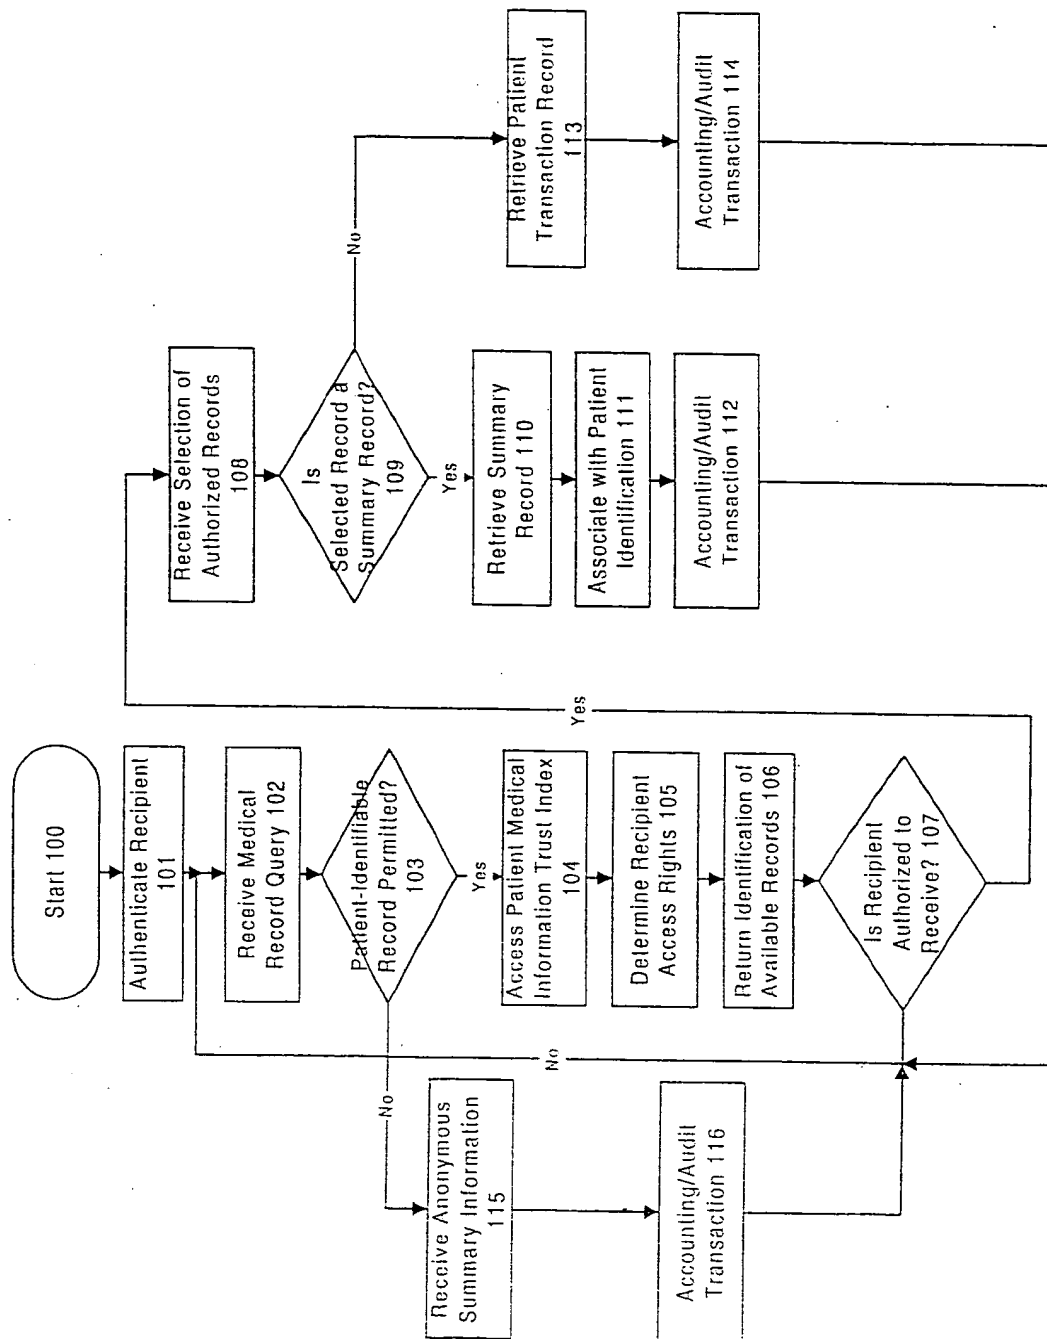 Start 100
Authenticate Recipient
101
Receive Medical
Record Query 102
Patient-Identifiable
Record Permitted?
103
Yes
No
Access Patient Medical
Information Trust Index
104
Determine Recipient
Access Rights 105
Return Identification of
Available Records 106
Is Recipient
Authorized to
Receive? 107
Yes
No
Receive Selection of
Authorized Records
108
Is
Selected Record a
Summary Record?
109
Yes
No
Retrieve Summary
Record 110
Associate with Patient
Identification 111
Accounting/Audit
Transaction 112
Retrieve Patient
Transaction Record
113
Accounting/Audit
Transaction 114
Receive Anonymous
Summary Information
115
Accounting/Audit
Transaction 116